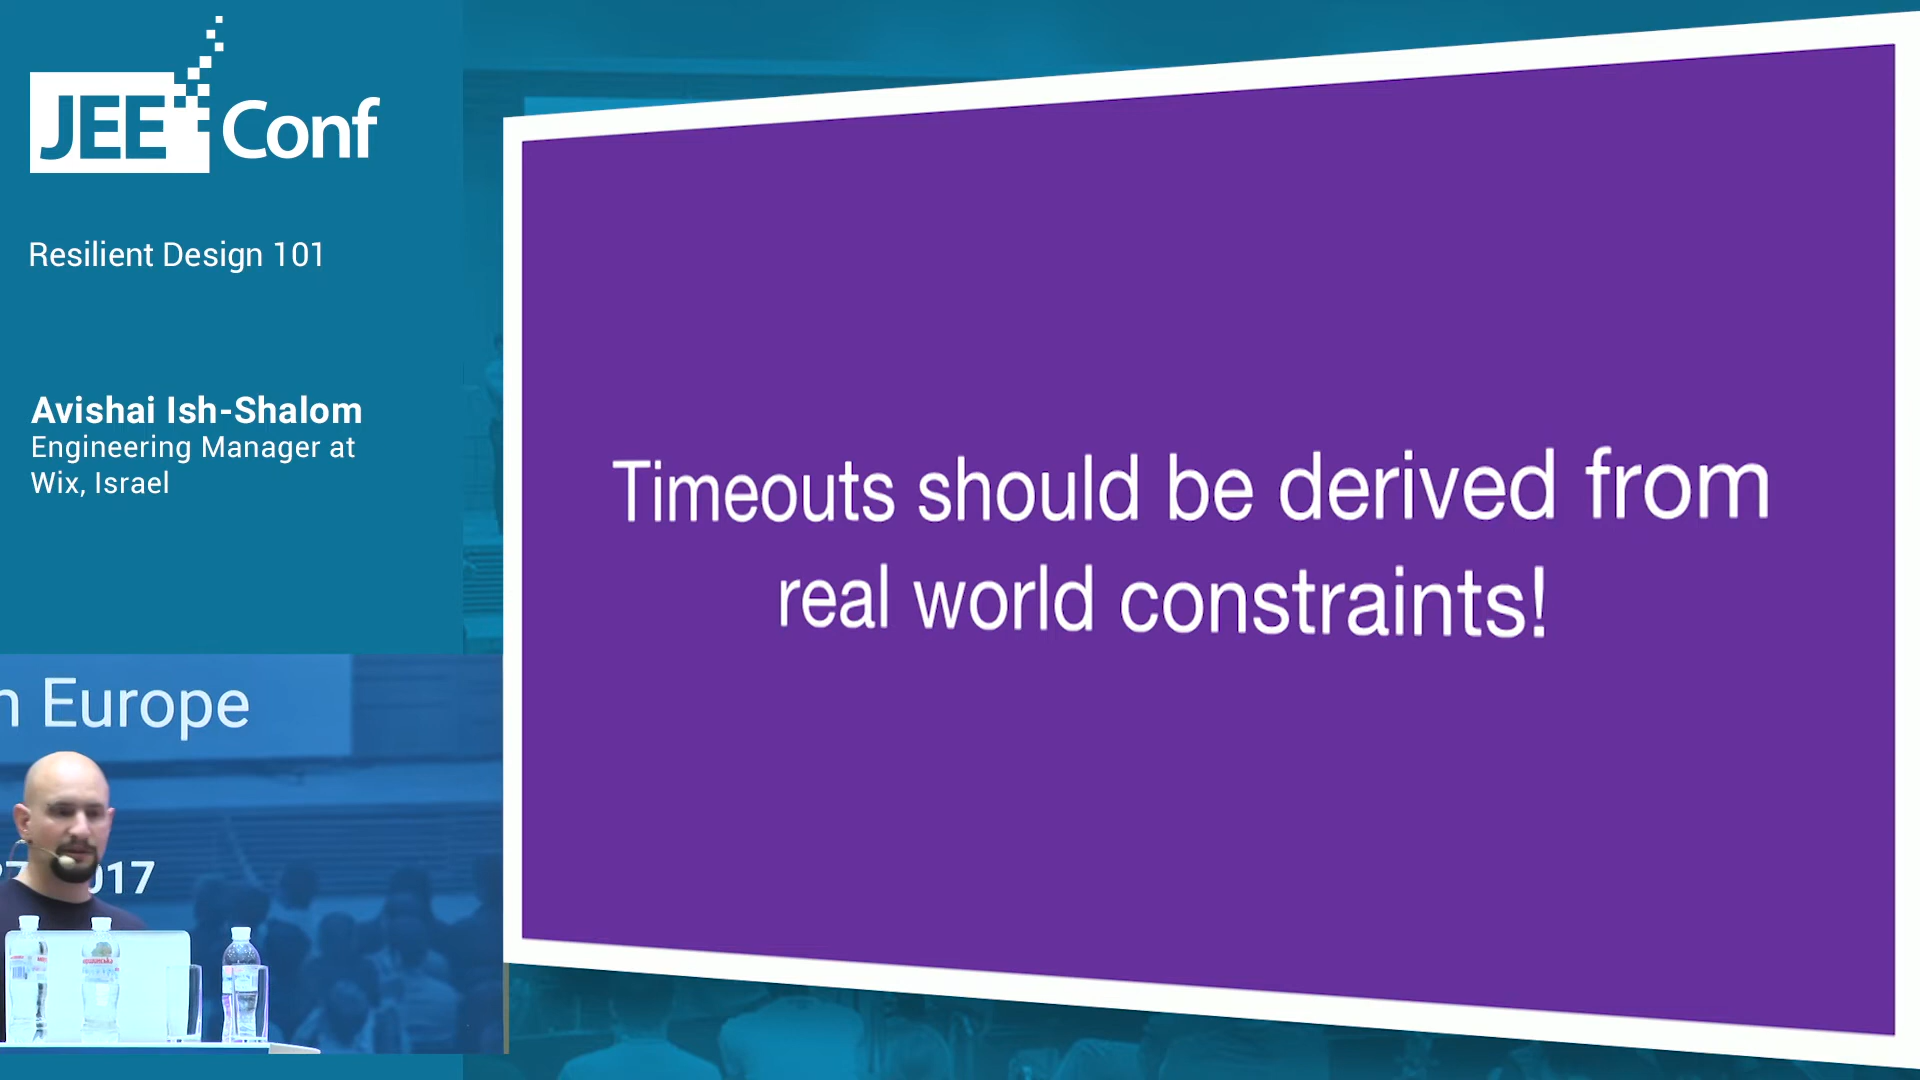 JEE Conf
Resilient Design 101
Avishai Ish-Shalom
Engineering Manager at
Wix, Israel
Timeouts should be derived from
real world constraints!
Europe